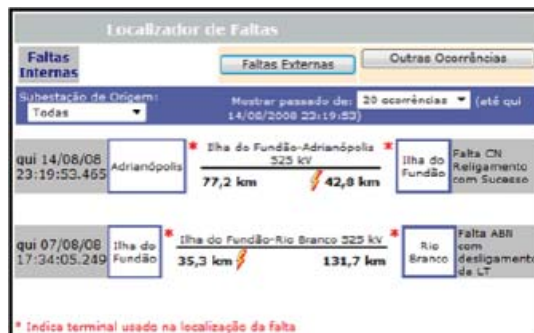 Localizador de Faltas
Faltas Internas
Faltas Externas
Outras Ocorrências
Subestação de Origem:
Todas
Mostrar passado de: 20 ocorrências (até qui
14/08/2008 23:19:53)
qui 14/08/08
23:19:53.465
Adrianópolis
* Ilha do Fundão-Adrianópolis *
525 kV
77,2 km
42,8 km
Ilha do
Fundão
Falta CN
Religamento
com Sucesso
qui 07/08/08
17:34:05.249
Ilha do
Fundão
* Ilha do Fundão-Rio Branco 525 kV *
35,3 km
131,7 km
Rio
Branco
Falta ABN
com
desligamento
da LT
* Indica terminal usado na localização da falta